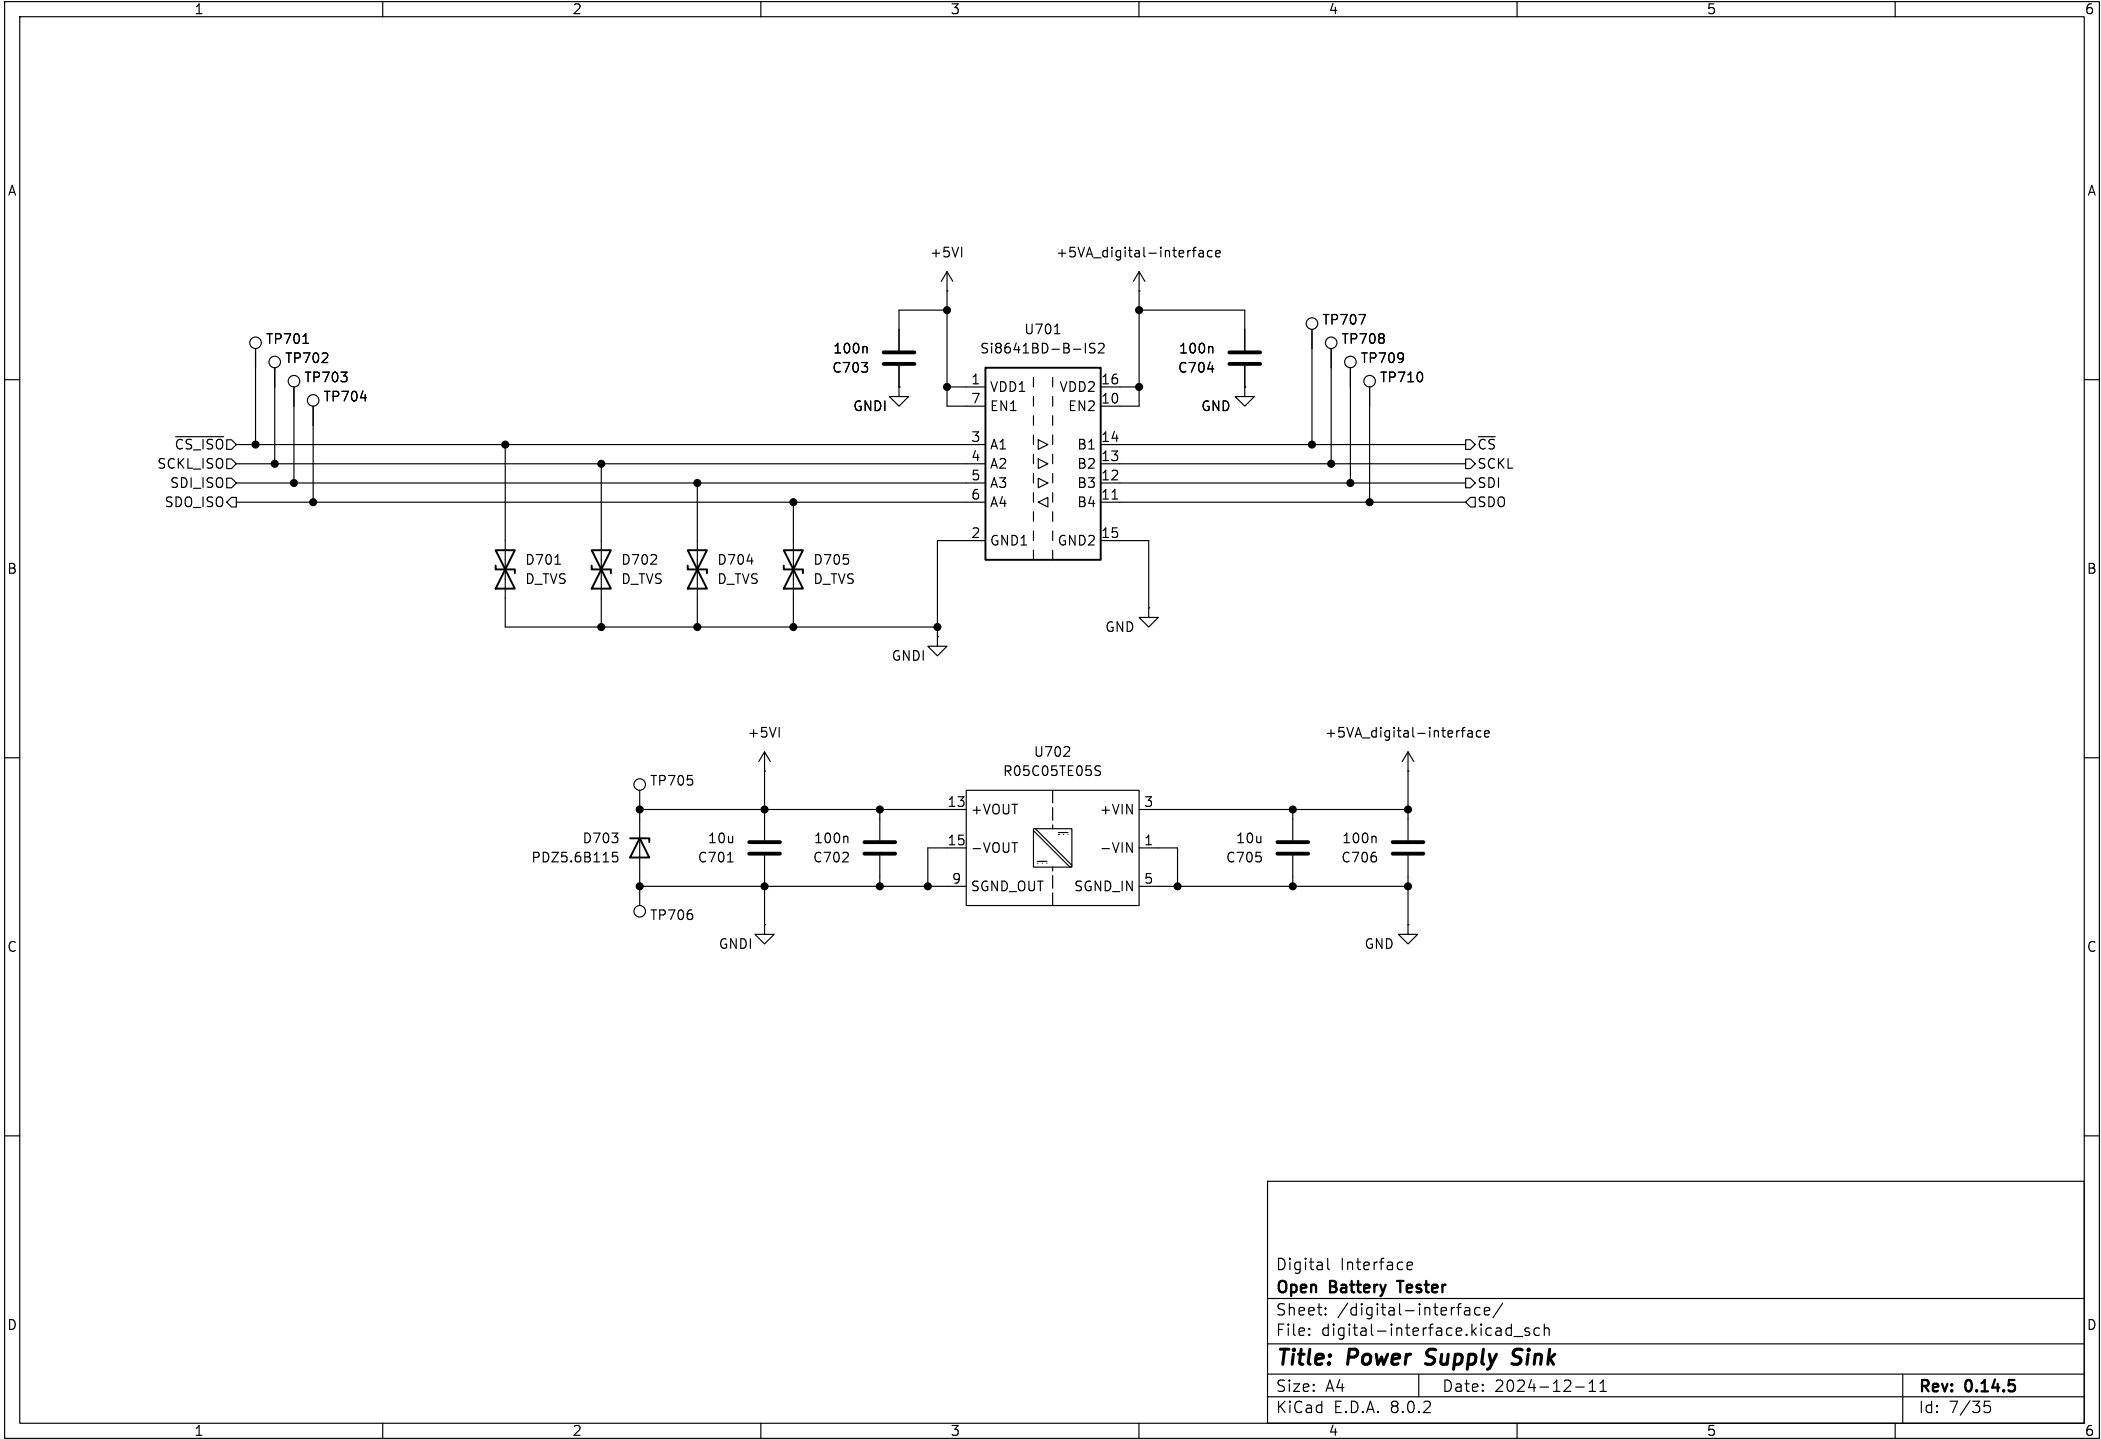 1 2 3 4 5 6
A A
+5VI +5VA_digital-interface
U701
Si8641BD-B-IS2
TP701
TP702
TP703
TP704
100n
C703
GNDI
100n
C704
GND
TP707
TP708
TP709
TP710
1 VDD1 VDD2 16
7 EN1 EN2 10
CS_ISO 3 A1 B1 14 CS
SCKL_ISO 4 A2 B2 13 SCKL
SDI_ISO 5 A3 B3 12 SDI
SDO_ISO 6 A4 B4 11 SDO
2 GND1 GND2 15
B B
D701
D_TVS
D702
D_TVS
D704
D_TVS
D705
D_TVS
GND
GNDI
+5VI +5VA_digital-interface
U702
R05C05TE05S
TP705
13 +VOUT +VIN 3
D703
PDZ5.6B115
10u
C701
100n
C702
15 -VOUT -VIN 1
10u
C705
100n
C706
9 SGND_OUT SGND_IN 5
TP706
GNDI GND
C C
Digital Interface
Open Battery Tester
Sheet: /digital-interface/
File: digital-interface.kicad_sch
D D
Title: Power Supply Sink
Size: A4 Date: 2024-12-11 Rev: 0.14.5
KiCad E.D.A. 8.0.2 Id: 7/35
1 2 3 4 5 6